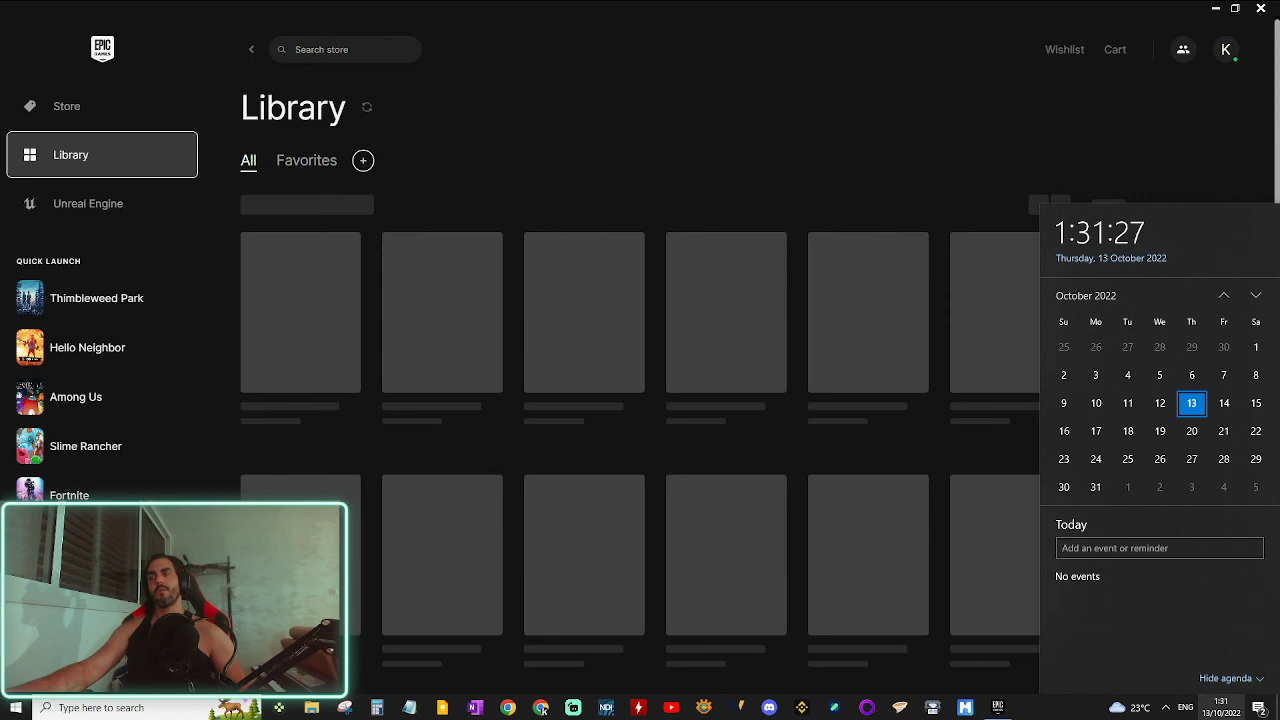 EPIC
GAMES
Search store
Wishlist
Cart
K
Store
Library
Unreal Engine
QUICK LAUNCH
Thimbleweed Park
Hello Neighbor
Among Us
Slime Rancher
Fortnite
Library
All
Favorites
+
1:31:27
Thursday, 13 October 2022
October 2022
Su Mo Tu We Th Fr Sa
25 26 27 28 29 30 1
2 3 4 5 6 7 8
9 10 11 12 13 14 15
16 17 18 19 20 21 22
23 24 25 26 27 28 29
30 31 1 2 3 4 5
Today
Add an event or reminder
No events
Hide agenda
Type here to search
23°C
ENG
1:31
13/10/2022